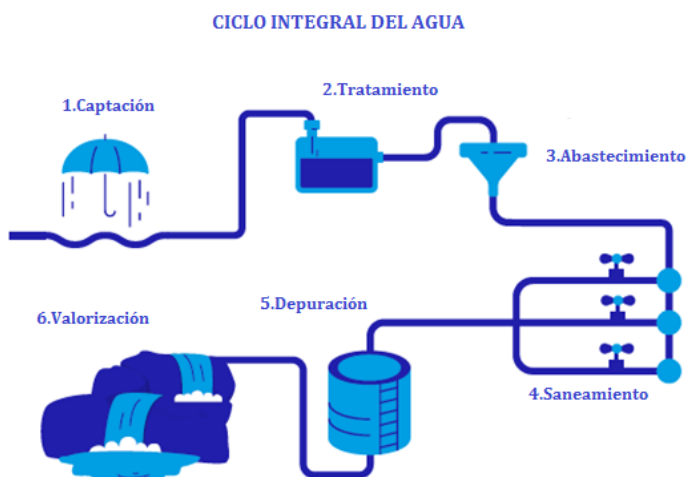 CICLO INTEGRAL DEL AGUA
1.Captación
2.Tratamiento
3.Abastecimiento
4.Saneamiento
5.Depuración
6.Valorización